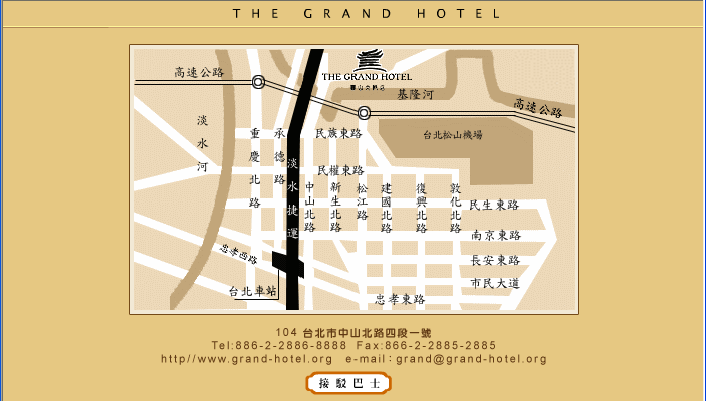 THE GRAND HOTEL
THE GRAND HOTEL
圓山大飯店
高速公路
基隆河
高速公路
淡水河
台北松山機場
重慶北路
承德路
民族東路
淡水捷運
民權東路
中山北路
新生北路
松江路
建國北路
復興北路
敦化北路
民生東路
南京東路
忠孝西路
長安東路
市民大道
台北車站
忠孝東路
104 台北市中山北路四段一號
Tel:886-2-2886-8888 Fax:866-2-2885-2885
http//www.grand-hotel.org e-mail:grand@grand-hotel.org
接駁巴士